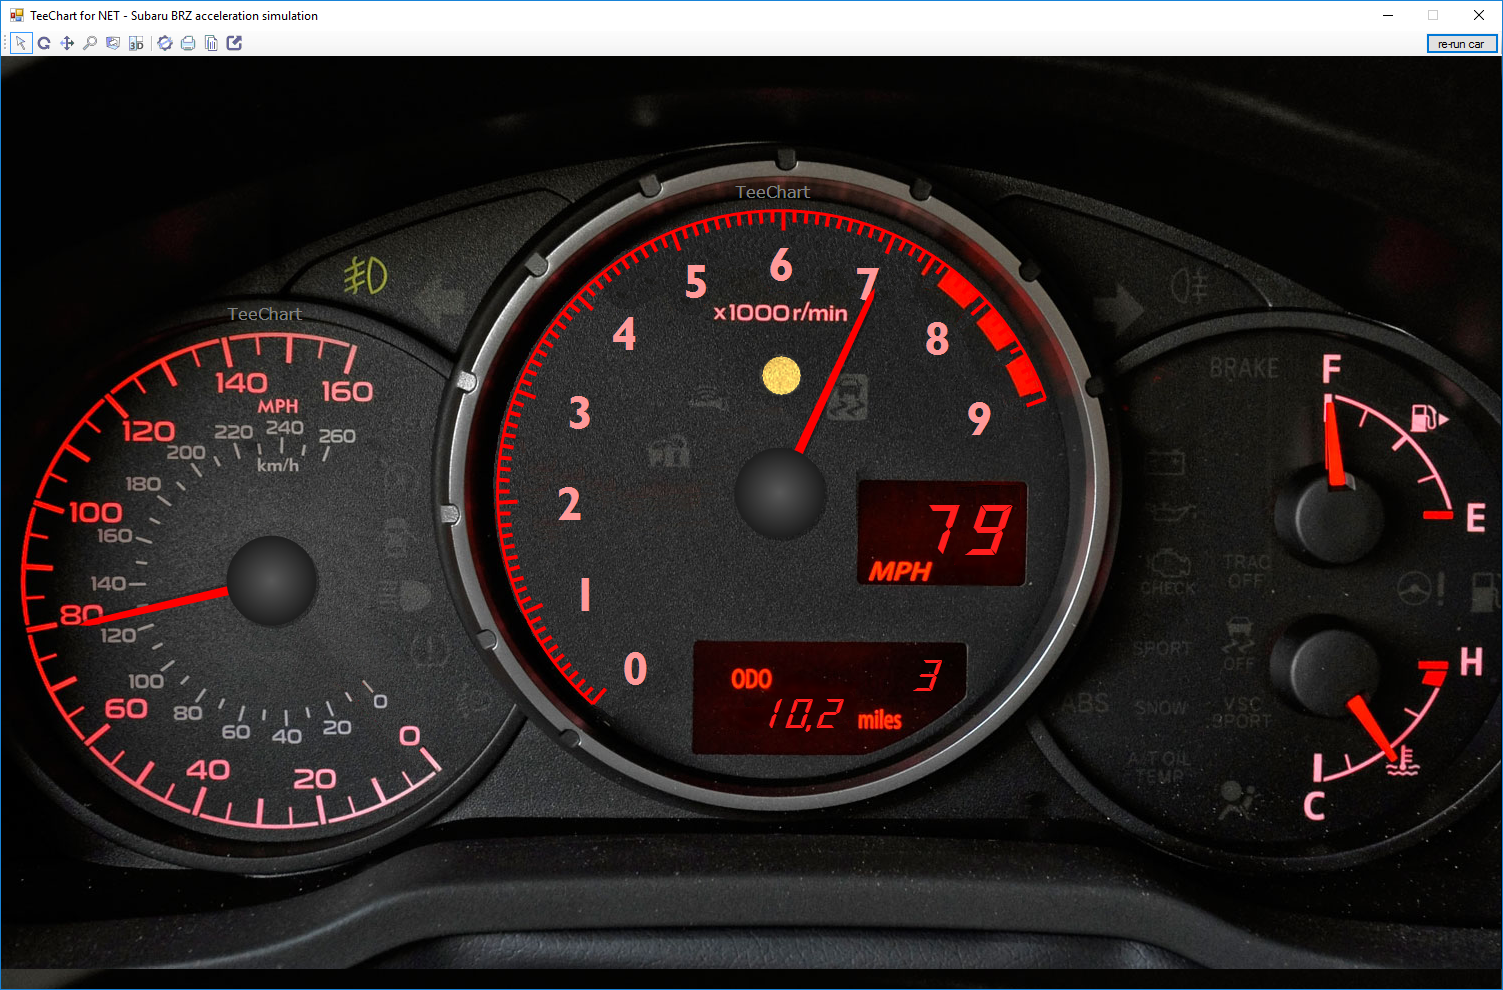 TeeChart for NET - Subaru BRZ acceleration simulation
3D
re-run car
TeeChart
0
1
2
3
4
5
6
7
8
9
x1000 r/min
79
MPH
ODO 3
10,2 miles
TeeChart
0
20
40
60
80
100
120
140
160
MPH
0
20
40
60
80
100
120
140
160
180
200
220
240
260
km/h
BRAKE
F
E
CHECK
TRAC
OFF
SPORT
OFF
ABS
SNOW
VSC
SPORT
A/T OIL
TEMP
H
C